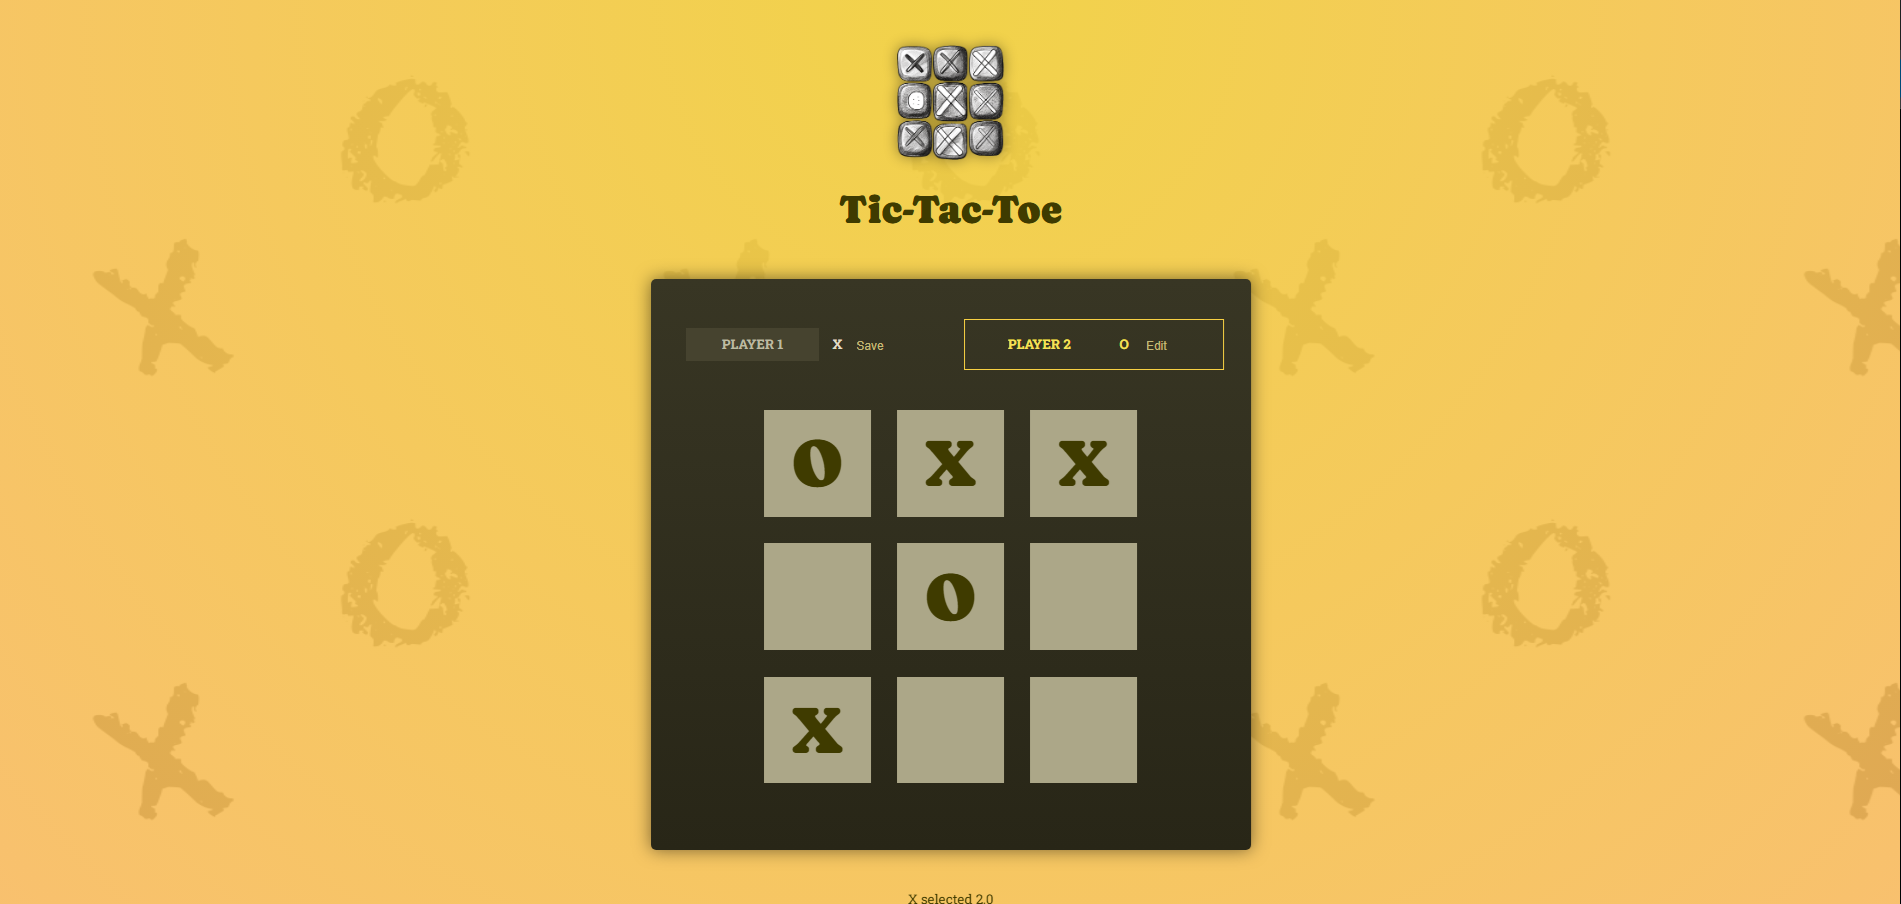 Tic-Tac-Toe
PLAYER 1 X Save PLAYER 2 O Edit
O X X
O
X
X selected 2,0